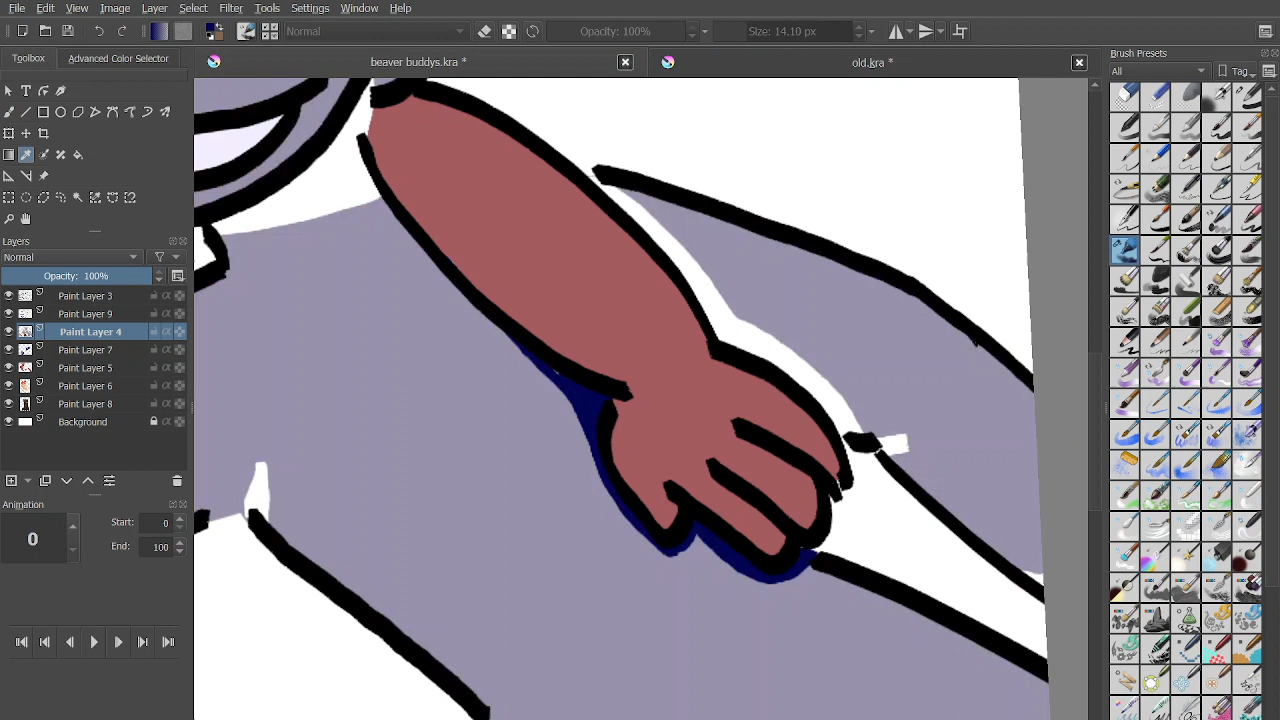 File Edit View Image Layer Select Filter Tools Settings Window Help
Normal Opacity: 100% Size: 14.10 px
Toolbox Advanced Color Selector beaver buddys.kra * old.kra * Brush Presets
All Tag
Layers
Normal
Opacity: 100%
Paint Layer 3
Paint Layer 9
Paint Layer 4
Paint Layer 7
Paint Layer 5
Paint Layer 6
Paint Layer 8
Background
Animation
0 Start: 0
End: 100